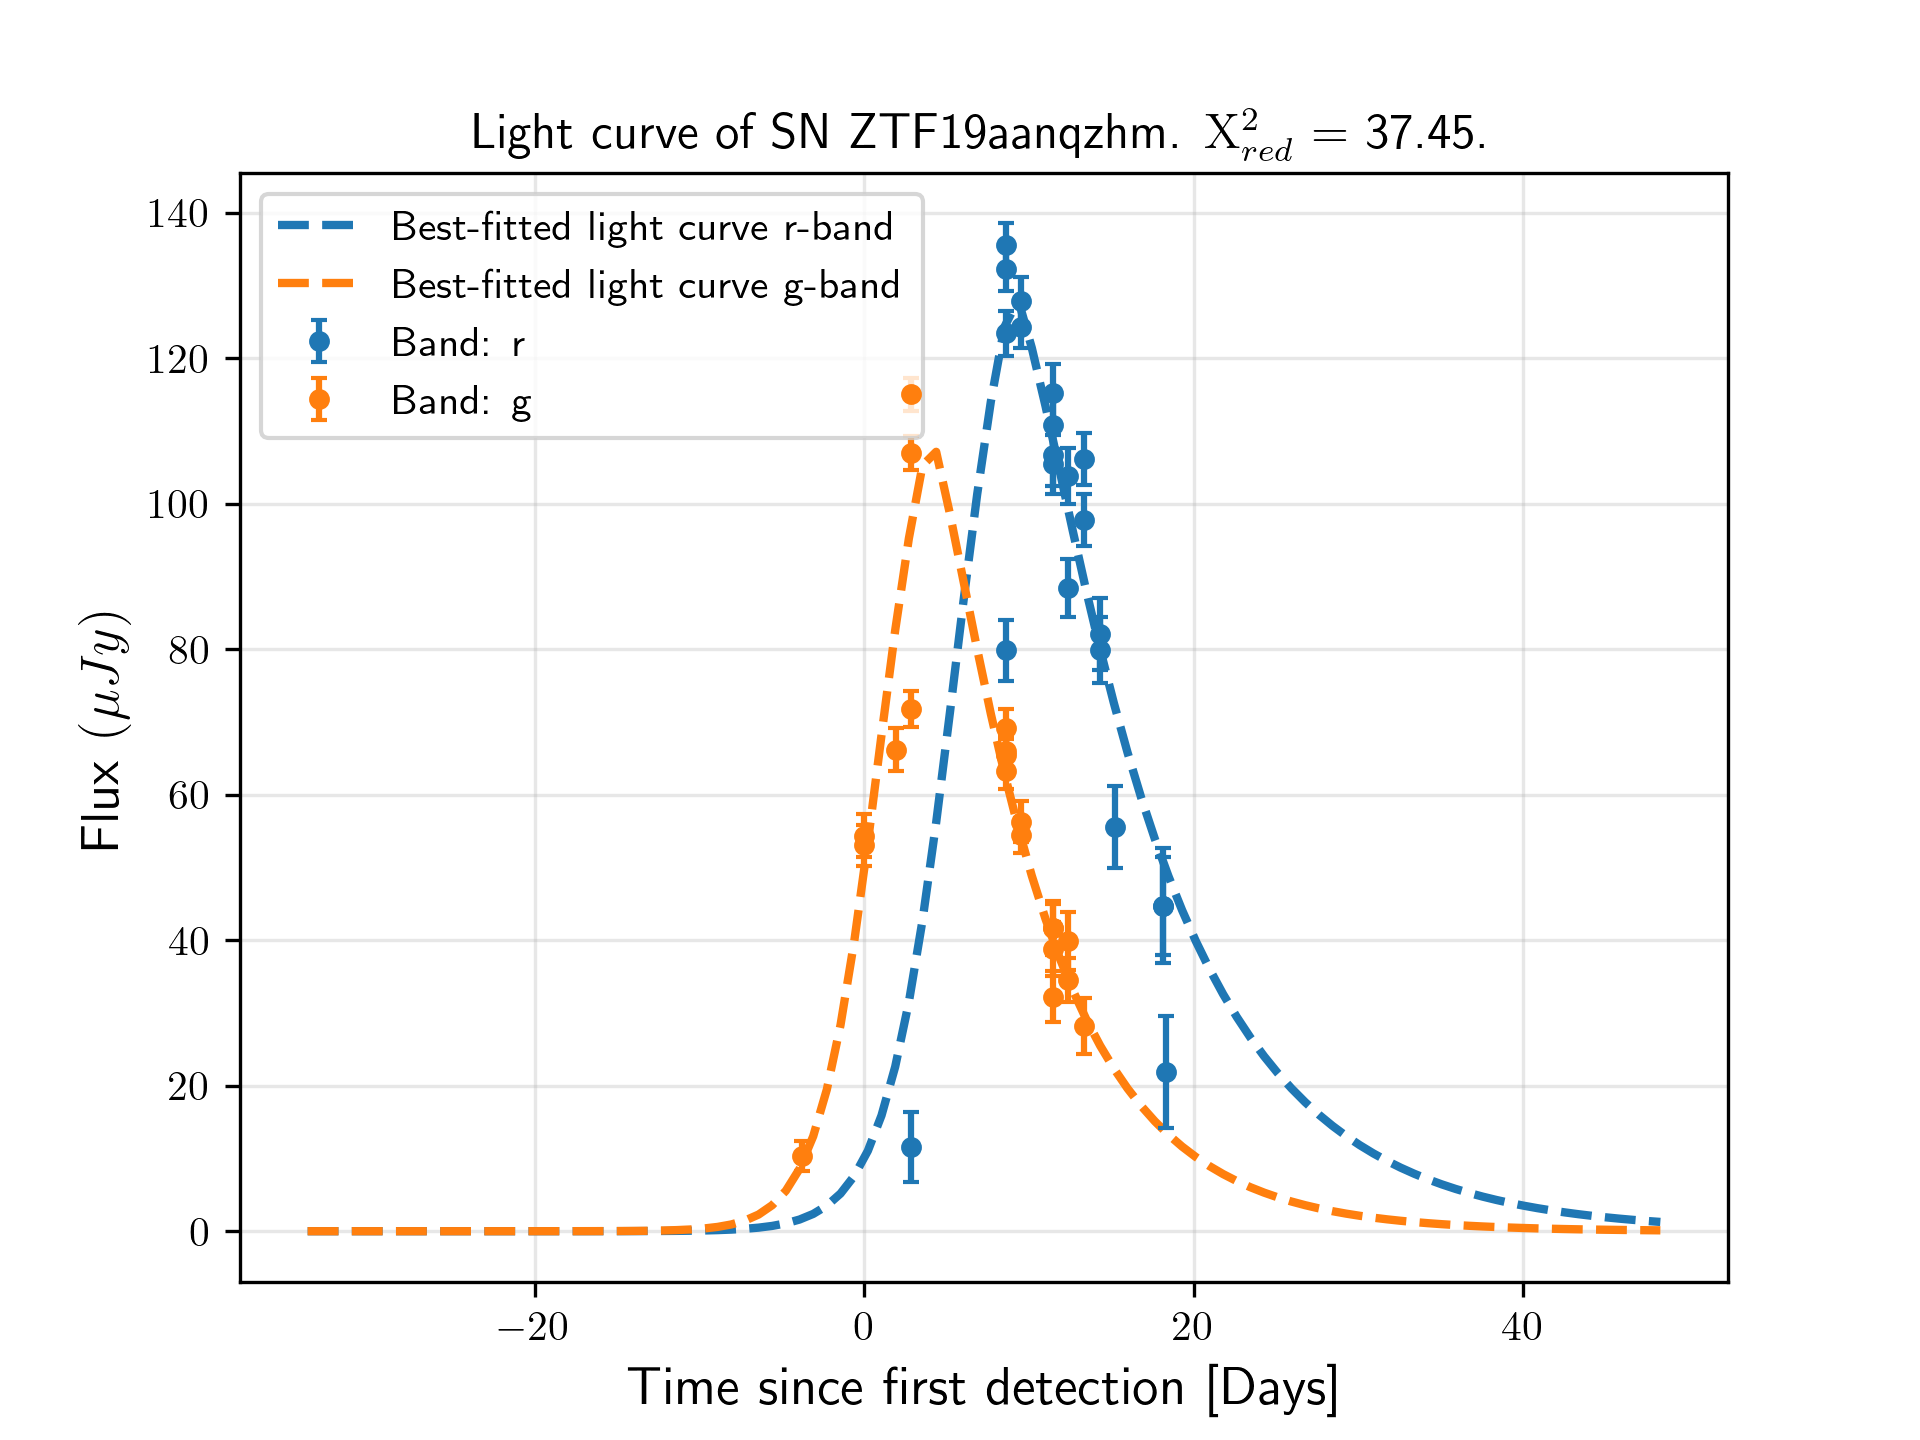 Light curve of SN ZTF19aanqzhm. X²_red = 37.45.
Best-fitted light curve r-band
Best-fitted light curve g-band
Band: r
Band: g
140
120
100
80
60
40
20
0
Flux (μJy)
−20 0 20 40
Time since first detection [Days]